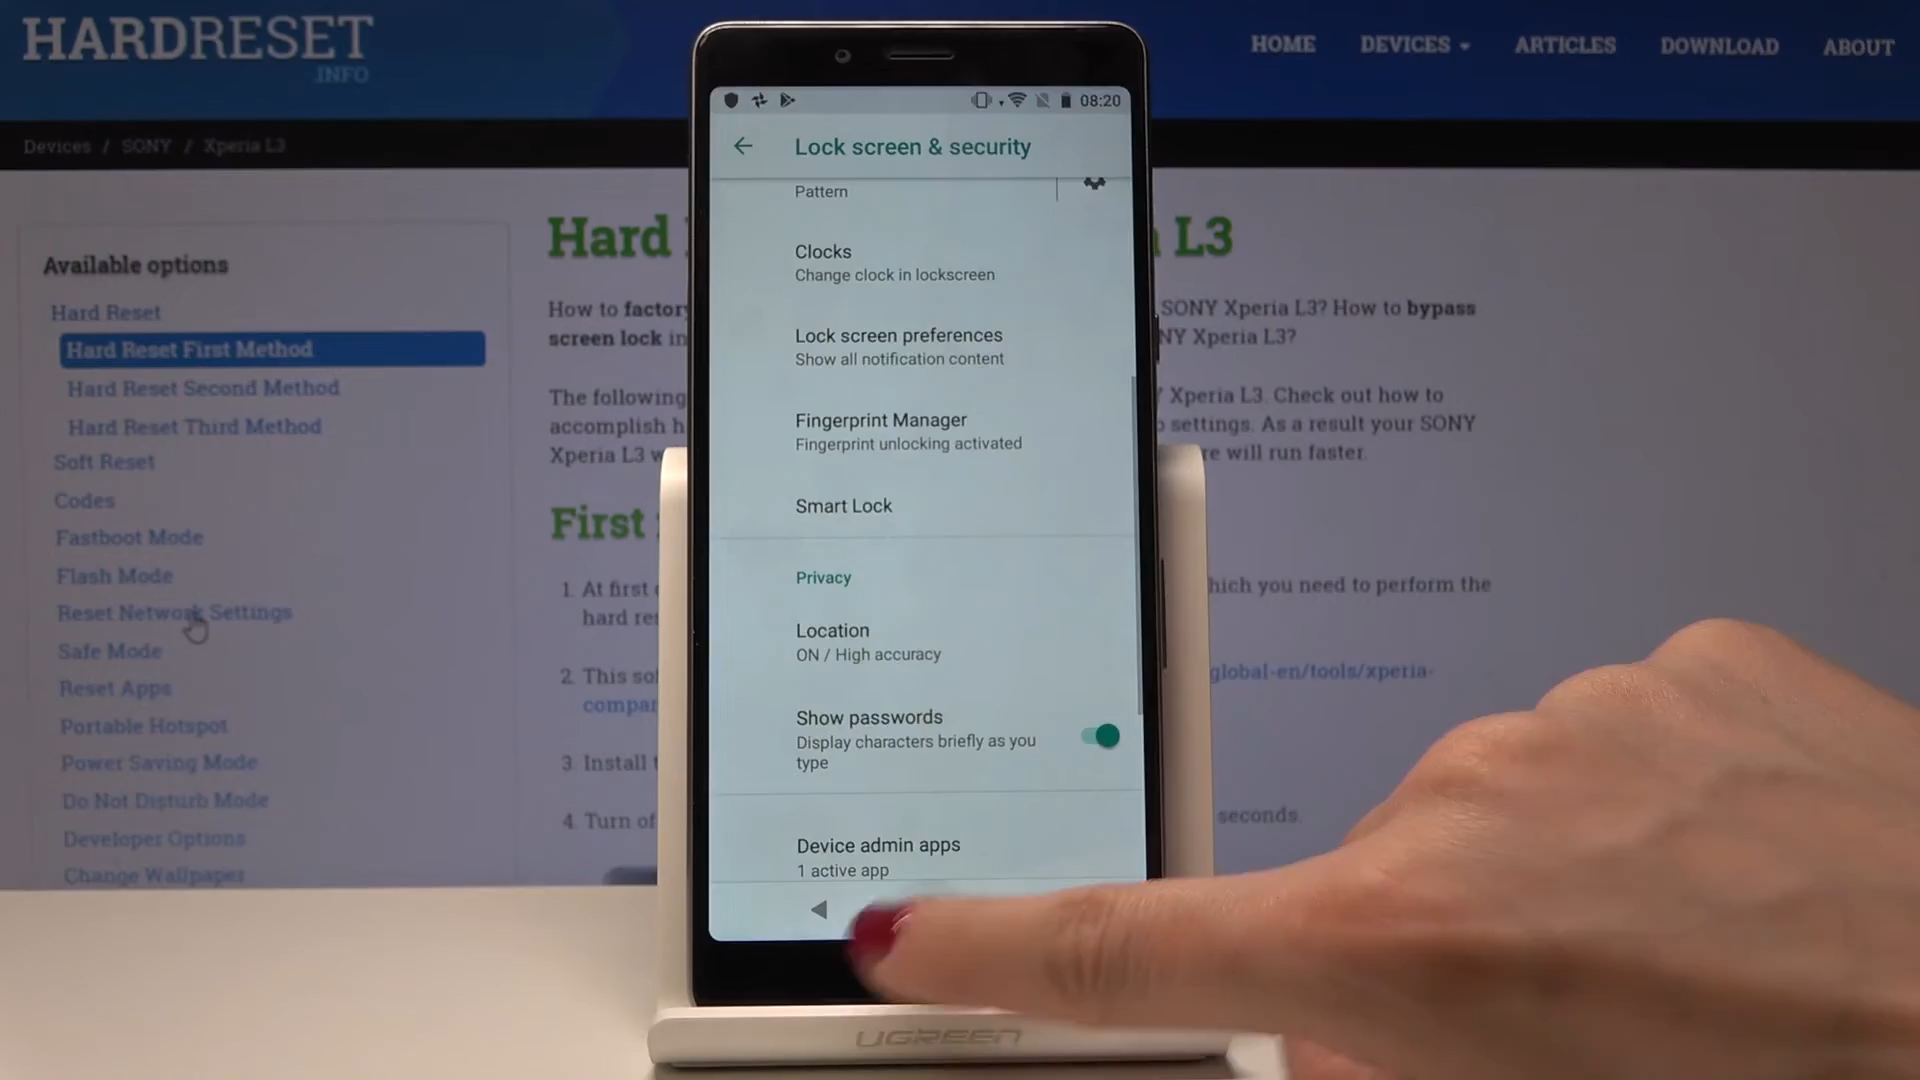 HARDRESET
.INFO
HOME DEVICES ARTICLES DOWNLOAD ABOUT
Devices / SONY / Xperia L3
Available options
Hard Reset
Hard Reset First Method
Hard Reset Second Method
Hard Reset Third Method
Soft Reset
Codes
Fastboot Mode
Flash Mode
Reset Network Settings
Safe Mode
Reset Apps
Portable Hotspot
Power Saving Mode
Do Not Disturb Mode
Developer Options
Change Wallpaper
Hard L3
How to SONY Xperia L3? How to bypass
screen lock in Xperia L3?
The following Xperia L3. Check out how to
accomplish settings. As a result your SONY
Xperia L3 will run faster.
First
1. At first which you need to perform the
hard
2. This global-en/tools/xperia-
3. Install
4. Turn seconds.
08:20
Lock screen & security
Pattern
Clocks
Change clock in lockscreen
Lock screen preferences
Show all notification content
Fingerprint Manager
Fingerprint unlocking activated
Smart Lock
Privacy
Location
ON / High accuracy
Show passwords
Display characters briefly as you
type
Device admin apps
1 active app
UGREEN